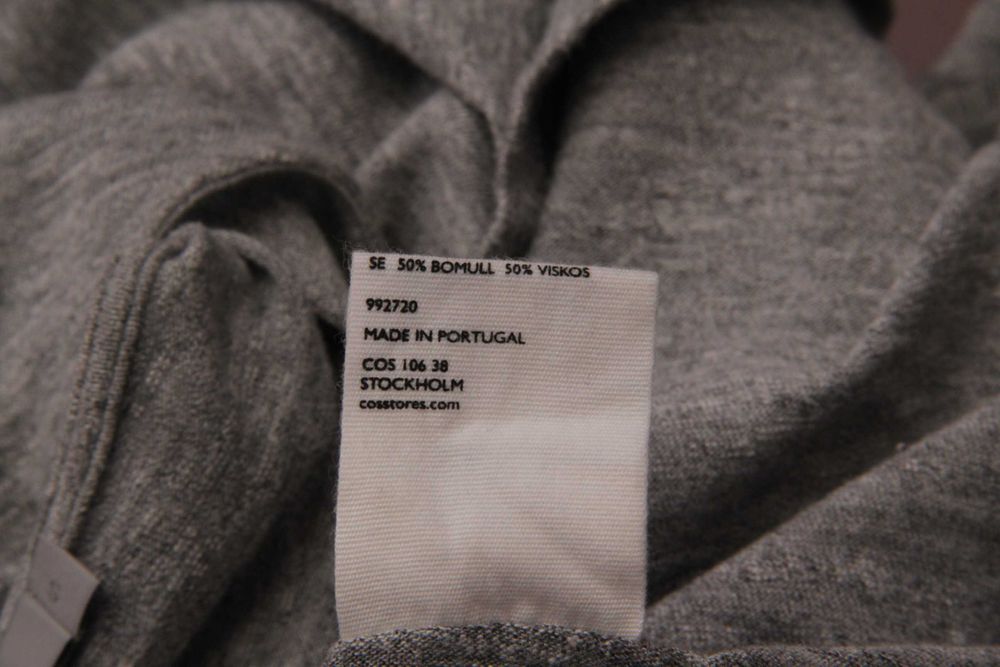 SE 50% BOMULL 50% VISKOS
992720
MADE IN PORTUGAL
COS 106 38
STOCKHOLM
cosstores.com